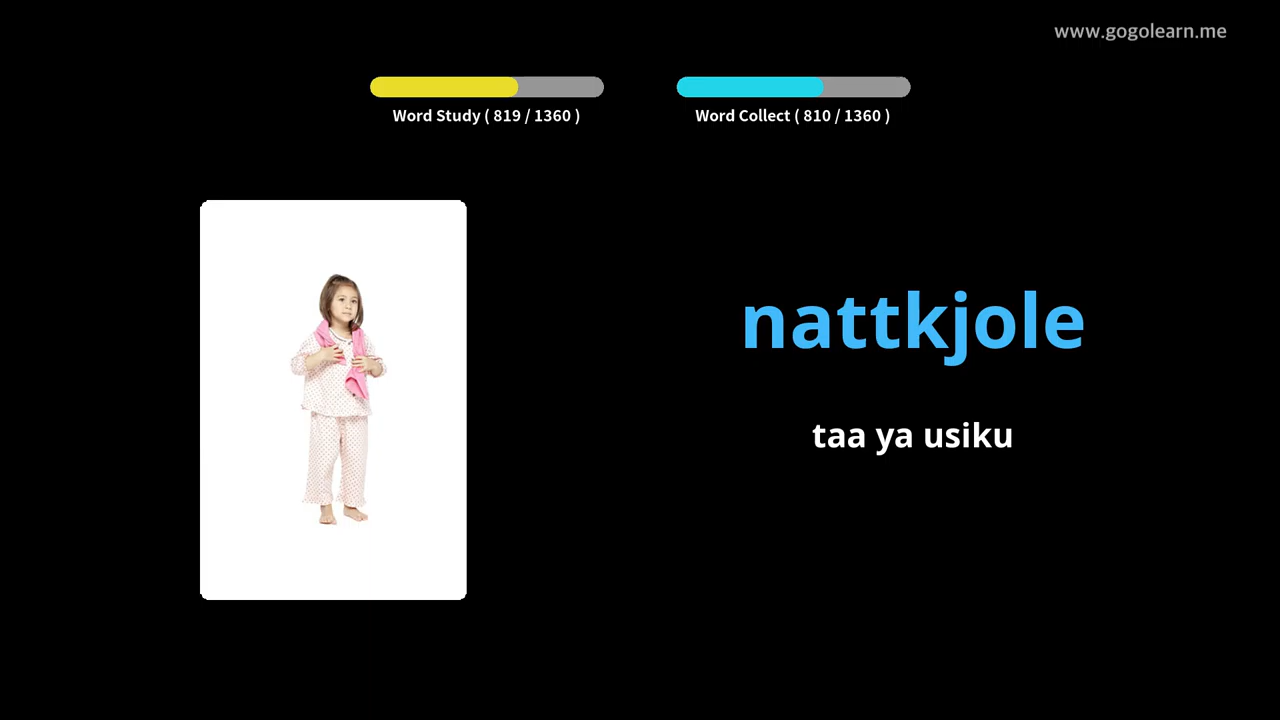 www.gogolearn.me
Word Study ( 819 / 1360 )
Word Collect ( 810 / 1360 )
nattkjole
taa ya usiku